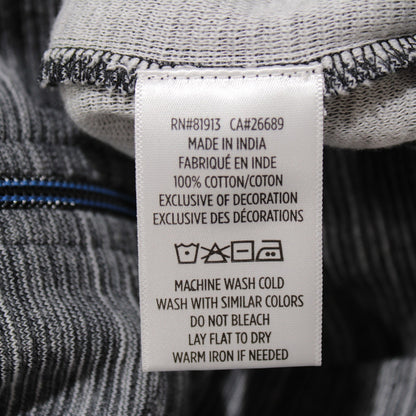 RN#81913 CA#26689
MADE IN INDIA
FABRIQUÉ EN INDE
100% COTTON/COTON
EXCLUSIVE OF DECORATION
EXCLUSIVE DES DÉCORATIONS
MACHINE WASH COLD
WASH WITH SIMILAR COLORS
DO NOT BLEACH
LAY FLAT TO DRY
WARM IRON IF NEEDED